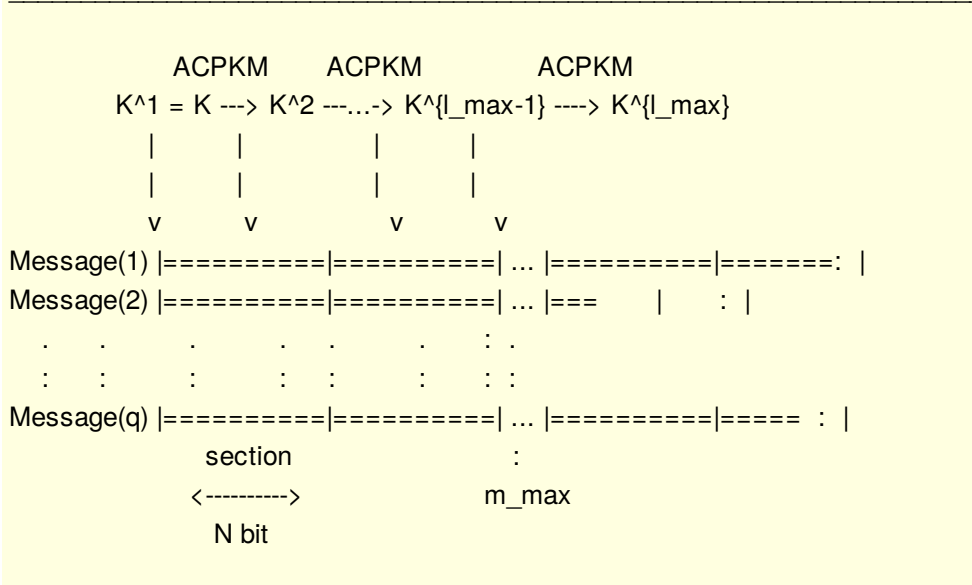 ACPKM ACPKM ACPKM
K^1 = K ---> K^2 ---...-> K^{l_max-1} ----> K^{l_max}
| | | |
| | | |
v v v v
Message(1) |==========|==========| ... |==========|=======: |
Message(2) |==========|==========| ... |=== | : |
. . . . . . : .
: : : : : : : :
Message(q) |==========|==========| ... |==========|===== : |
section :
<----------> m_max
N bit